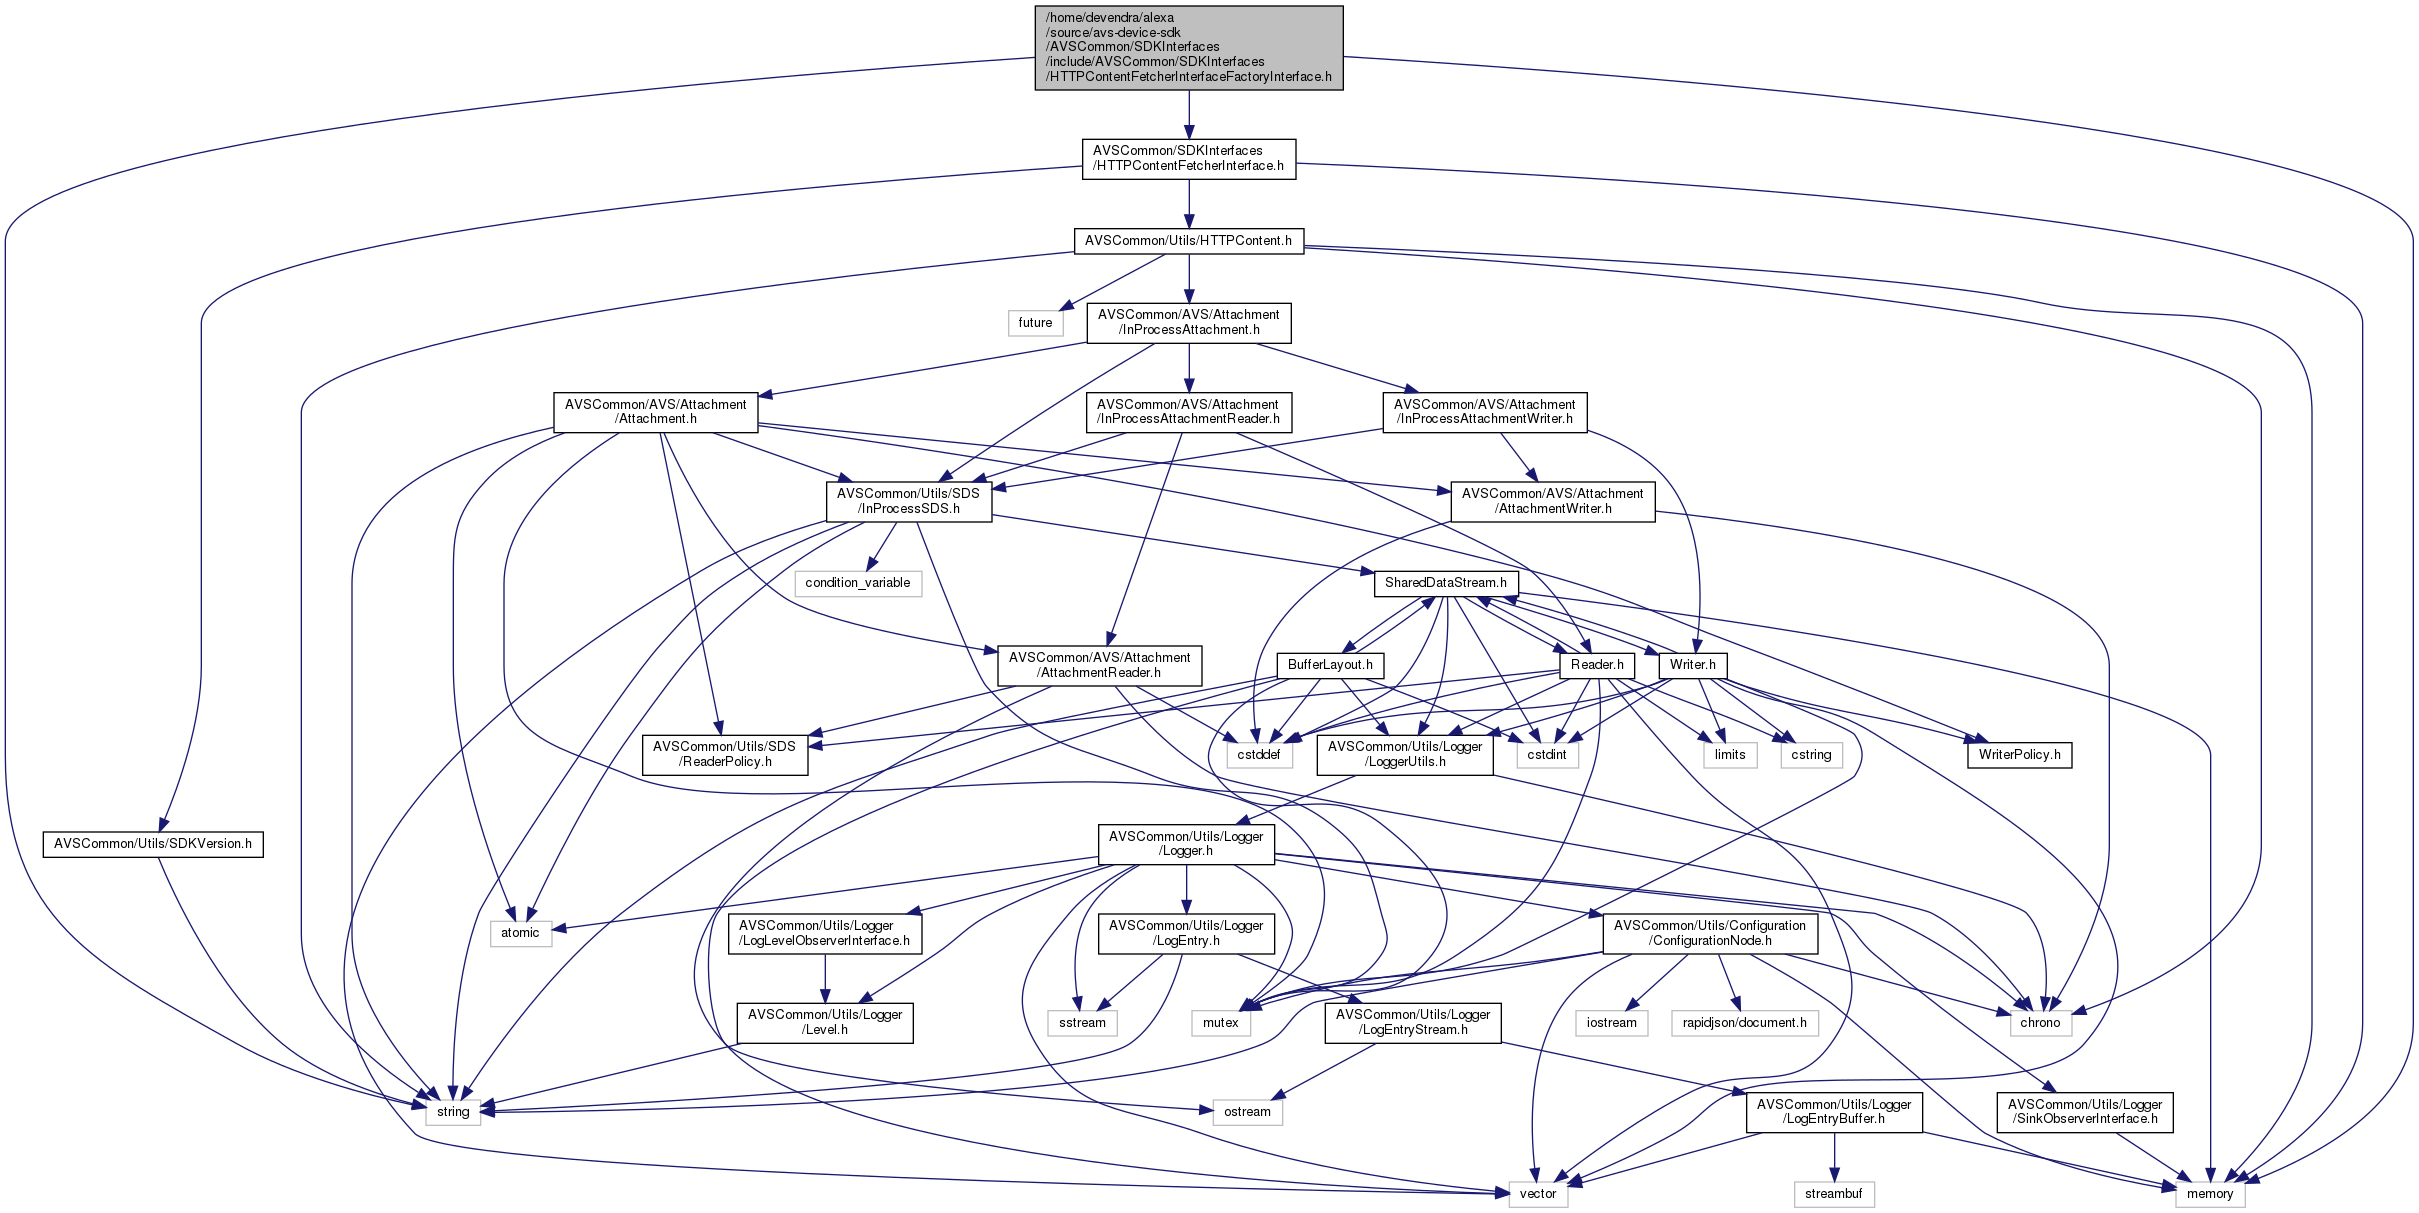 /home/devendra/alexa
/source/avs-device-sdk
/AVSCommon/SDKInterfaces
/include/AVSCommon/SDKInterfaces
/HTTPContentFetcherInterfaceFactoryInterface.h
AVSCommon/SDKInterfaces
/HTTPContentFetcherInterface.h
AVSCommon/Utils/HTTPContent.h
future
AVSCommon/AVS/Attachment
/InProcessAttachment.h
AVSCommon/AVS/Attachment
/Attachment.h
AVSCommon/AVS/Attachment
/InProcessAttachmentReader.h
AVSCommon/AVS/Attachment
/InProcessAttachmentWriter.h
AVSCommon/Utils/SDS
/InProcessSDS.h
AVSCommon/AVS/Attachment
/AttachmentWriter.h
condition_variable
SharedDataStream.h
AVSCommon/AVS/Attachment
/AttachmentReader.h
BufferLayout.h
Reader.h
Writer.h
AVSCommon/Utils/SDS
/ReaderPolicy.h
cstddef
AVSCommon/Utils/Logger
/LoggerUtils.h
cstdint
limits
cstring
WriterPolicy.h
AVSCommon/Utils/SDKVersion.h
AVSCommon/Utils/Logger
/Logger.h
atomic
AVSCommon/Utils/Logger
/LogLevelObserverInterface.h
AVSCommon/Utils/Logger
/LogEntry.h
AVSCommon/Utils/Configuration
/ConfigurationNode.h
AVSCommon/Utils/Logger
/Level.h
sstream
mutex
AVSCommon/Utils/Logger
/LogEntryStream.h
iostream
rapidjson/document.h
chrono
string
ostream
AVSCommon/Utils/Logger
/LogEntryBuffer.h
AVSCommon/Utils/Logger
/SinkObserverInterface.h
vector
streambuf
memory